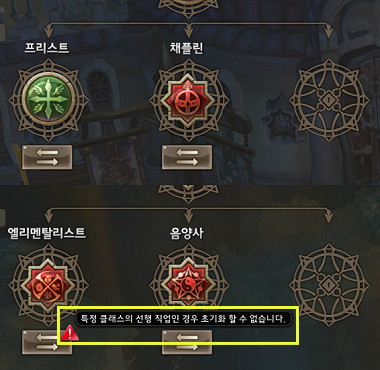 프리스트
채플린
엘리멘탈리스트
음양사
특정 클래스의 선행 직업인 경우 초기화 할 수 없습니다.